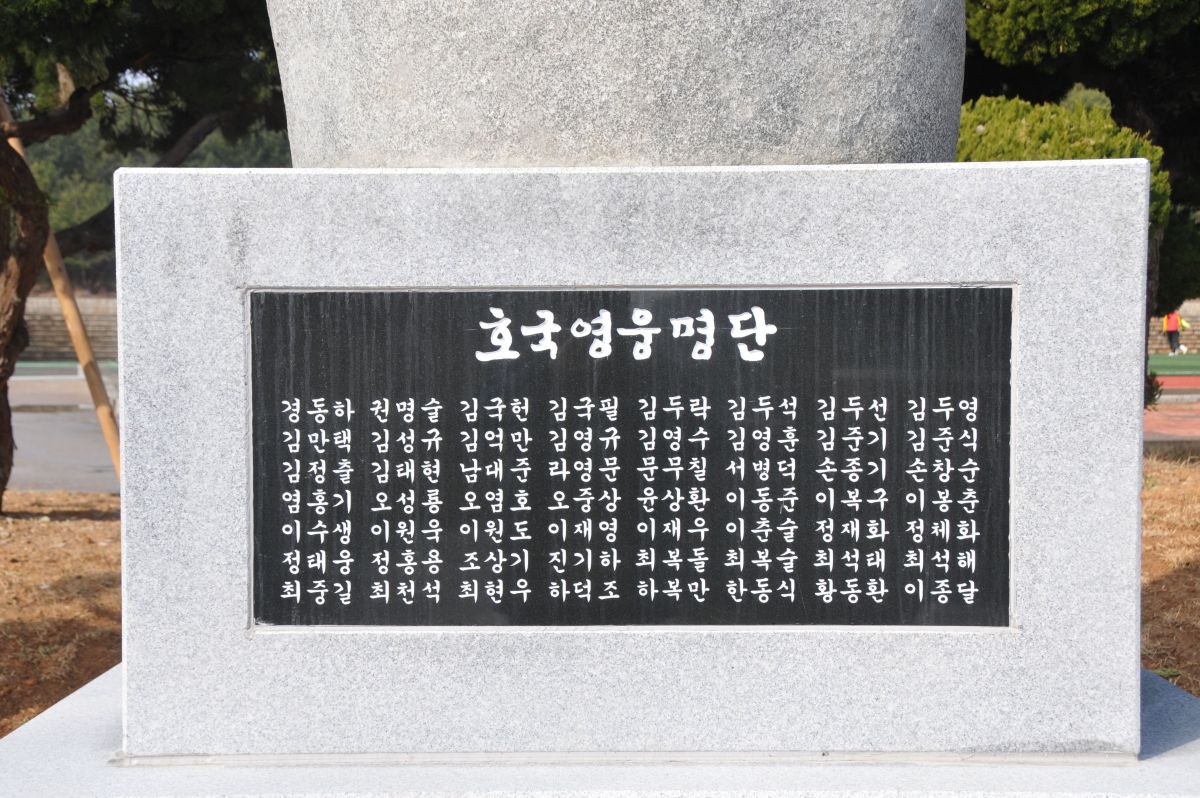 호국영웅명단
경동하 권명술 김국헌 김국필 김두락 김두석 김두선 김두영
김만택 김성규 김억만 김영규 김영수 김영훈 김준기 김준식
김정출 김태현 남대준 라영문 문무칠 서병덕 손종기 손창순
염홍기 오성룡 오염호 오중상 윤상환 이동준 이복구 이봉춘
이수생 이원욱 이원도 이재영 이재우 이춘술 정재화 정체화
정태웅 정홍용 조상기 진기하 최복돌 최복술 최석태 최석해
최중길 최천석 최현우 하덕조 하복만 한동식 황동환 이종달